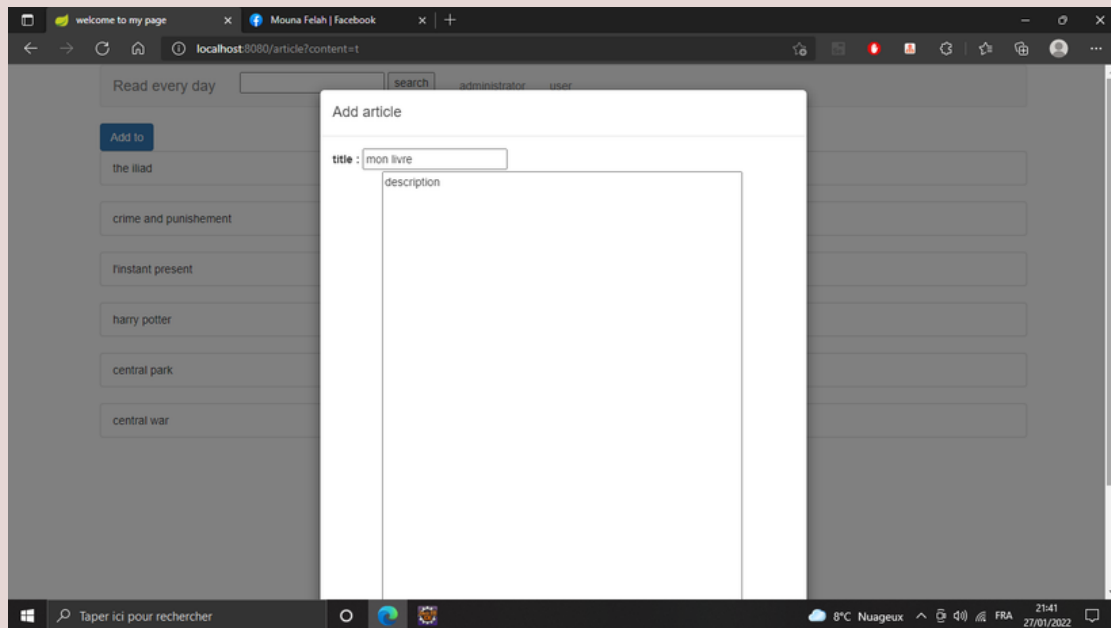 welcome to my page
Mouna Felah | Facebook
localhost:8080/article?content=t
Read every day
search
administrator
user
Add article
Add to
title :
mon livre
the iliad
description
crime and punishement
l'instant present
harry potter
central park
central war
Taper ici pour rechercher
8°C Nuageux
FRA
21:41
27/01/2022